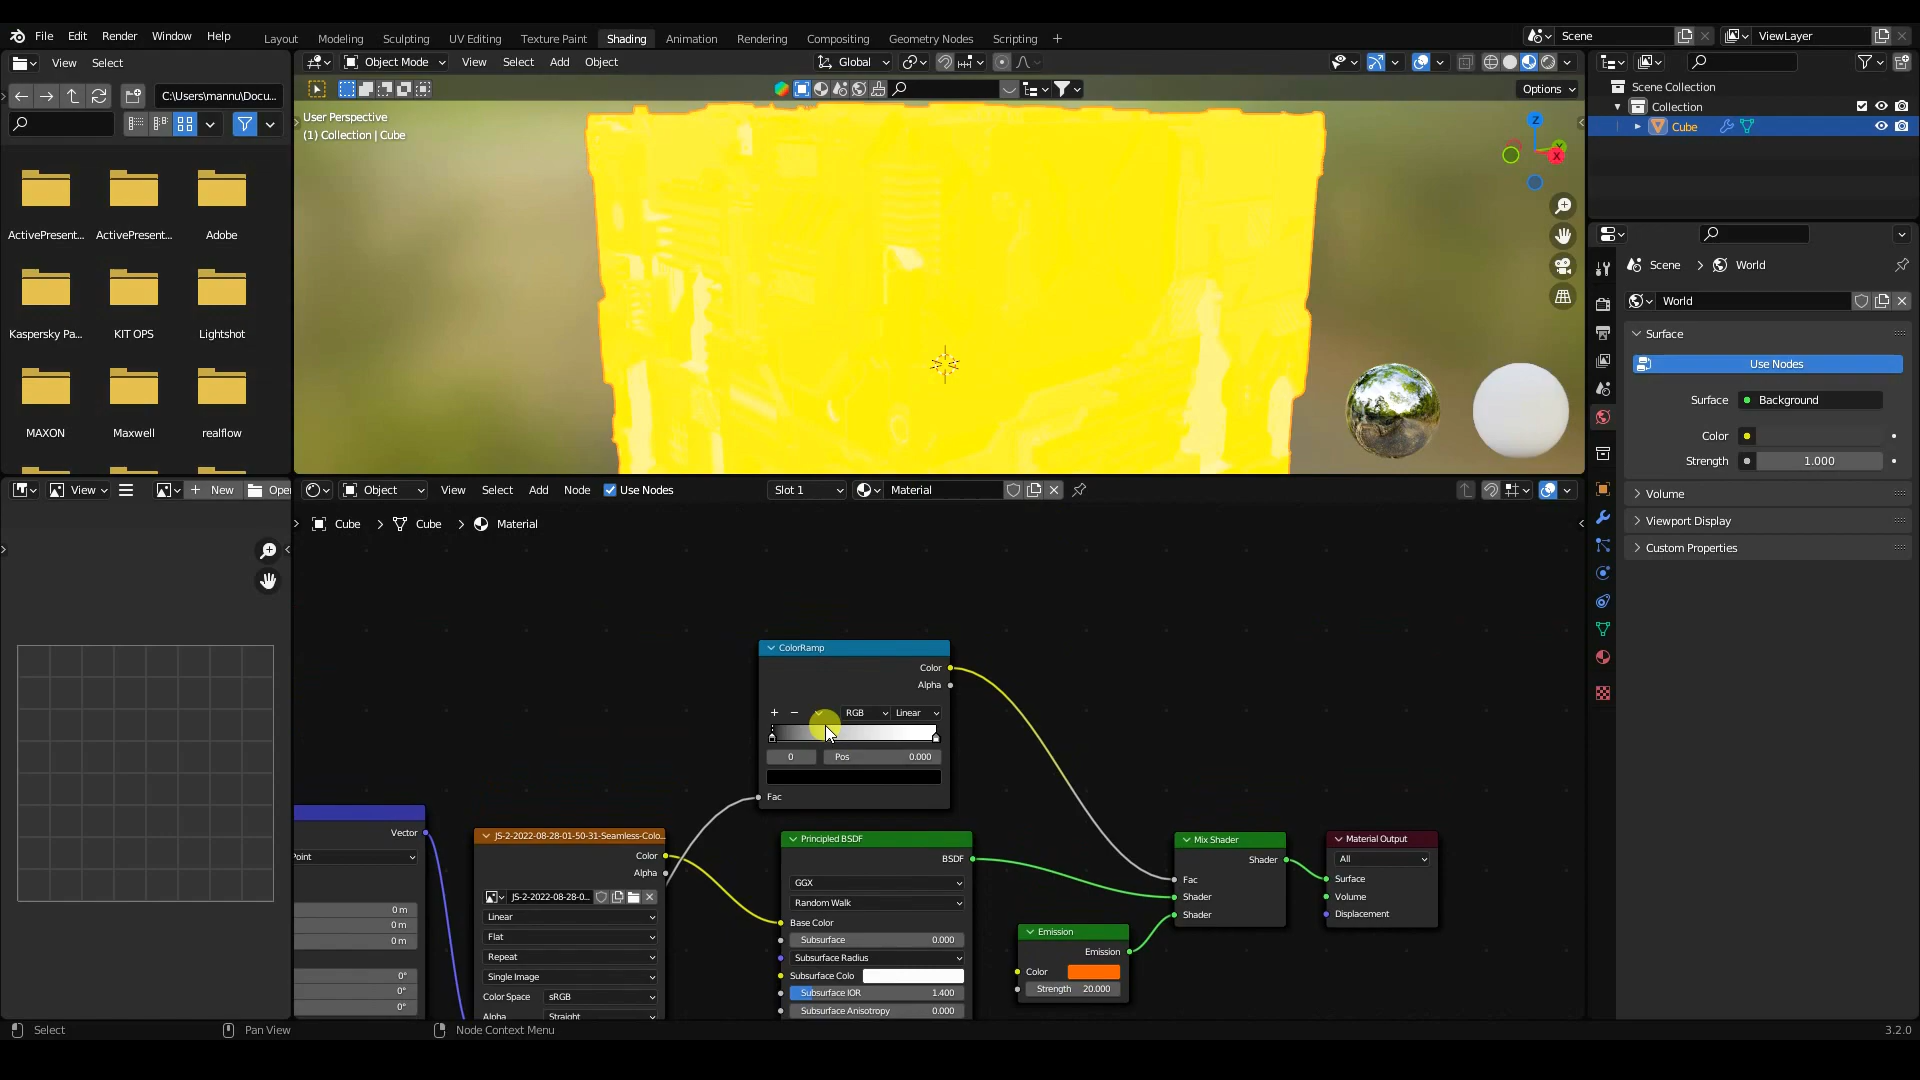 File Edit Render Window Help
Layout Modeling Sculpting UV Editing Texture Paint Shading Animation Rendering Compositing Geometry Nodes Scripting +
Scene
ViewLayer
View Select
C:\Users\mannu\Docu...
ActivePresent... ActivePresent... Adobe
Kaspersky Pa... KIT OPS Lightshot
MAXON Maxwell realflow
Object Mode View Select Add Object
Global
Options
User Perspective
(1) Collection | Cube
Z
X
Scene Collection
Collection
Cube
Scene > World
World
Surface
Use Nodes
Surface Background
Color
Strength 1.000
Volume
Viewport Display
Custom Properties
View
+ New Open
Object View Select Add Node Use Nodes Slot 1 Material
Cube > Cube > Material
ColorRamp
Color
Alpha
+ − RGB Linear
0 Pos 0.000
Fac
Vector
Point
0 m
0 m
0 m
0°
0°
0°
JS-2-2022-08-28-01-50-31-Seamless-Colo...
Color
Alpha
JS-2-2022-08-28-0...
Linear
Flat
Repeat
Single Image
Color Space sRGB
Alpha Straight
Principled BSDF
BSDF
GGX
Random Walk
Base Color
Subsurface 0.000
Subsurface Radius
Subsurface Colo
Subsurface IOR 1.400
Subsurface Anisotropy 0.000
Emission
Emission
Color
Strength 20.000
Mix Shader
Shader
Fac
Shader
Shader
Material Output
All
Surface
Volume
Displacement
Select Pan View Node Context Menu
3.2.0